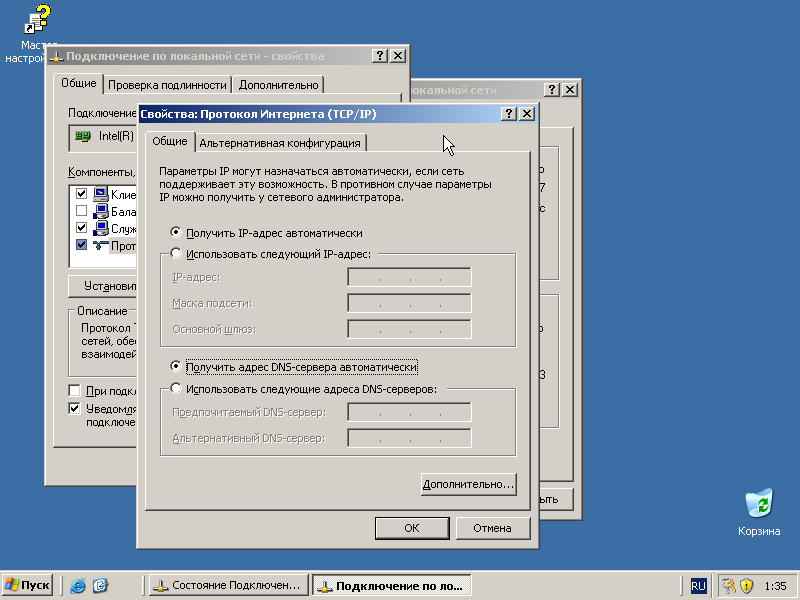 Мастер
настрой
Подключение по локальной сети - свойства
Общие
Проверка подлинности
Дополнительно
Подключение
Intel(R)
Компоненты,
Клие
Бала
Служ
Прот
Установит
Описание
Протокол
сетей, обес
взаимодей
При подкл
Уведомля
подключе
локальной сети
Свойства: Протокол Интернета (TCP/IP)
Общие
Альтернативная конфигурация
Параметры IP могут назначаться автоматически, если сеть
поддерживает эту возможность. В противном случае параметры
IP можно получить у сетевого администратора.
Получить IP-адрес автоматически
Использовать следующий IP-адрес:
IP-адрес:
Маска подсети:
Основной шлюз:
Получить адрес DNS-сервера автоматически
Использовать следующие адреса DNS-серверов:
Предпочитаемый DNS-сервер:
Альтернативный DNS-сервер:
Дополнительно...
OK
Отмена
ыть
Корзина
Пуск
Состояние Подключен...
Подключение по ло...
RU
1:35